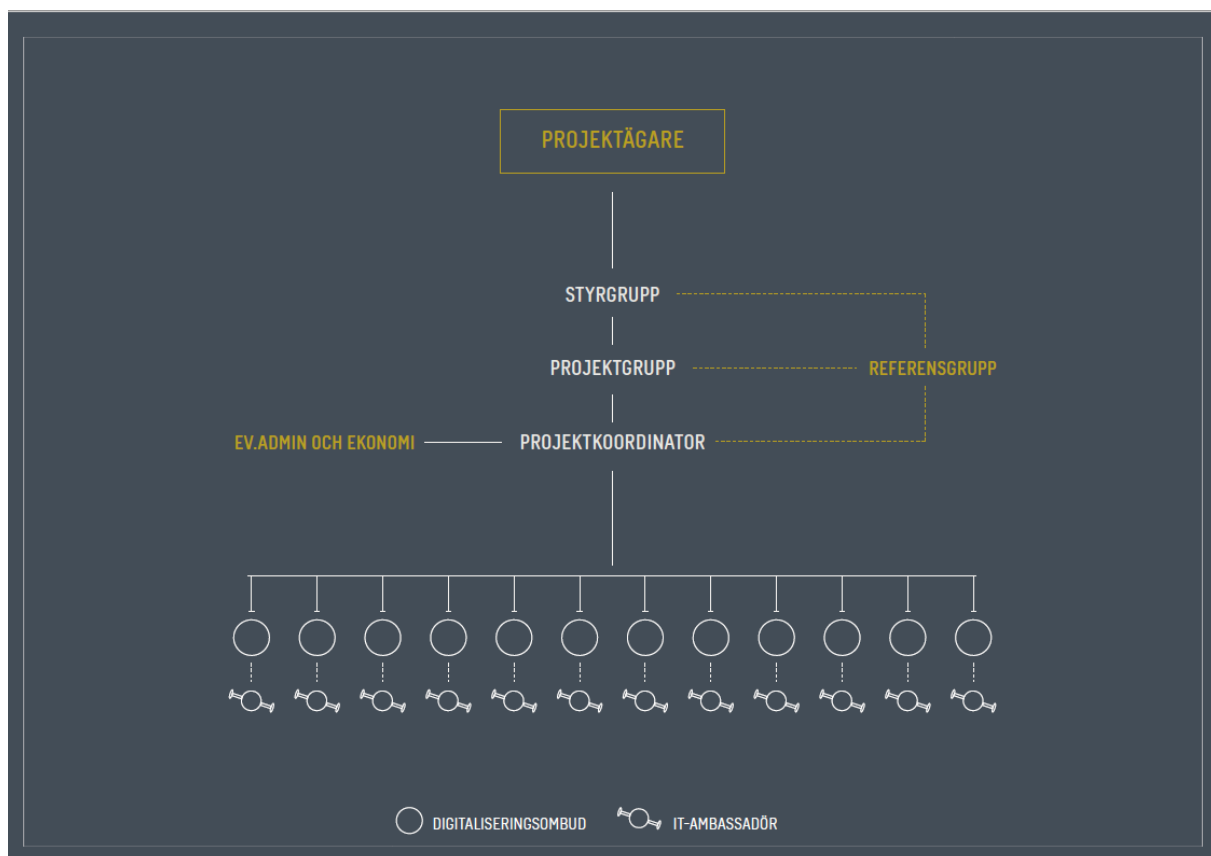 PROJEKTÄGARE
STYRGRUPP
PROJEKTGRUPP
REFERENSGRUPP
EV.ADMIN OCH EKONOMI
PROJEKTKOORDINATOR
DIGITALISERINGSOMBUD
IT-AMBASSADÖR